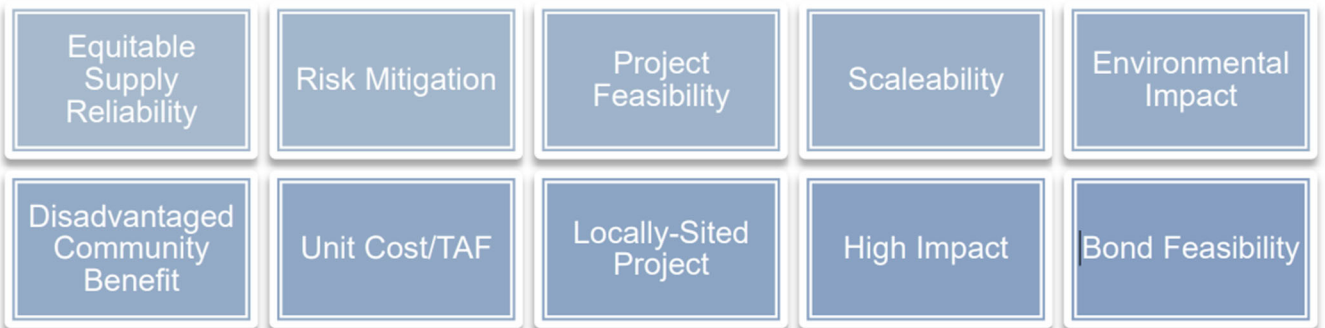 Equitable
Supply
Reliability
Risk Mitigation
Project
Feasibility
Scaleability
Environmental
Impact
Disadvantaged
Community
Benefit
Unit Cost/TAF
Locally-Sited
Project
High Impact
Bond Feasibility